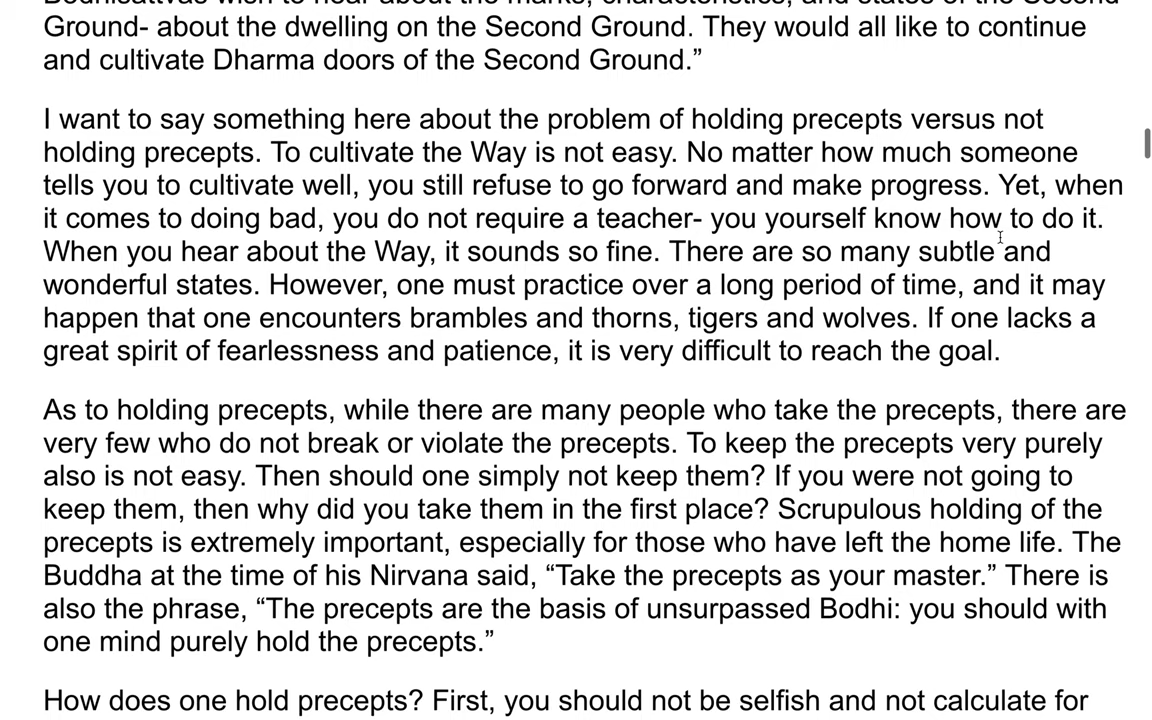 Bodhisattvas wish to hear about the marks, characteristics, and states of the Second
Ground- about the dwelling on the Second Ground. They would all like to continue
and cultivate Dharma doors of the Second Ground.”
I want to say something here about the problem of holding precepts versus not
holding precepts. To cultivate the Way is not easy. No matter how much someone
tells you to cultivate well, you still refuse to go forward and make progress. Yet, when
it comes to doing bad, you do not require a teacher- you yourself know how to do it.
When you hear about the Way, it sounds so fine. There are so many subtle and
wonderful states. However, one must practice over a long period of time, and it may
happen that one encounters brambles and thorns, tigers and wolves. If one lacks a
great spirit of fearlessness and patience, it is very difficult to reach the goal.
As to holding precepts, while there are many people who take the precepts, there are
very few who do not break or violate the precepts. To keep the precepts very purely
also is not easy. Then should one simply not keep them? If you were not going to
keep them, then why did you take them in the first place? Scrupulous holding of the
precepts is extremely important, especially for those who have left the home life. The
Buddha at the time of his Nirvana said, “Take the precepts as your master.” There is
also the phrase, “The precepts are the basis of unsurpassed Bodhi: you should with
one mind purely hold the precepts.”
How does one hold precepts? First, you should not be selfish and not calculate for